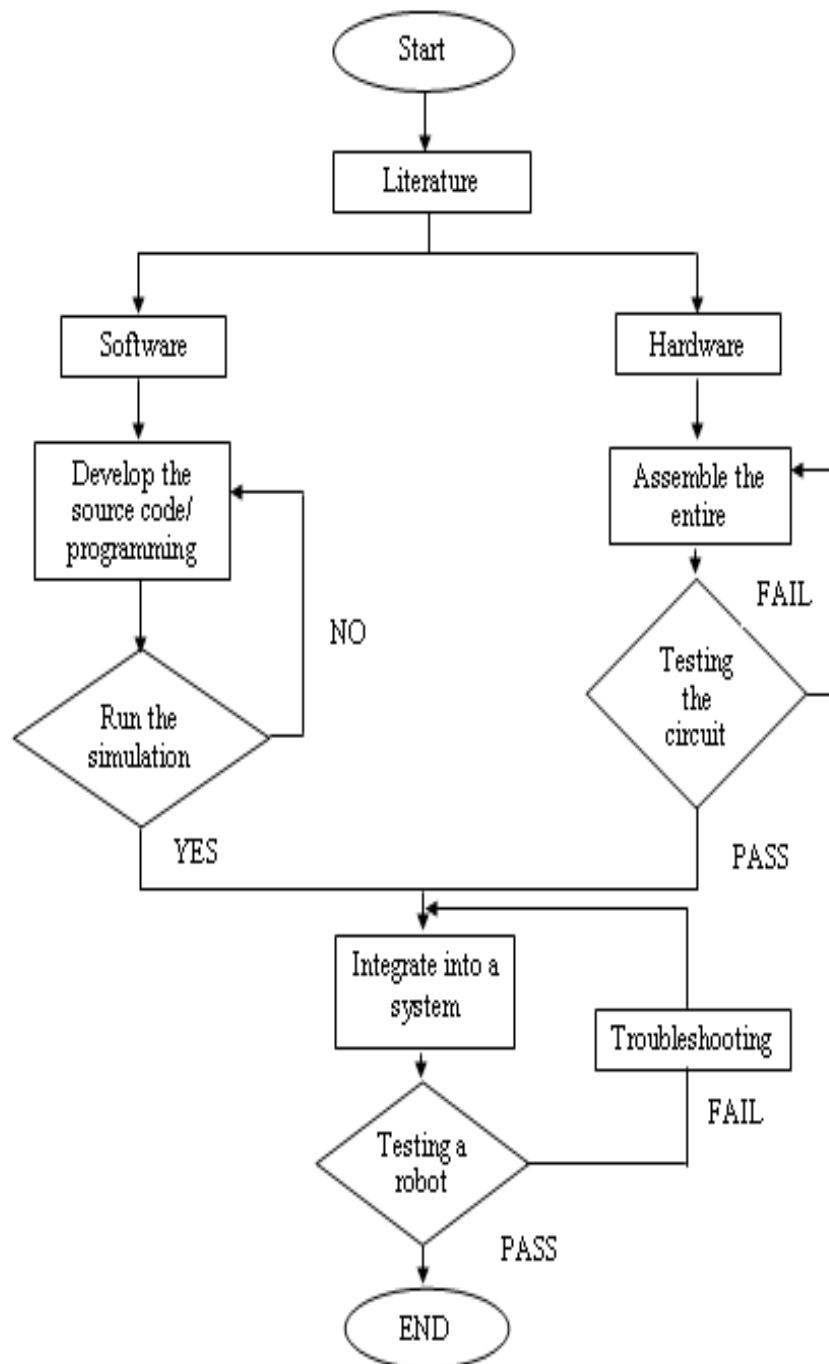 Start
Literature
Software
Hardware
Develop the
source code/
programming
Assemble the
entire
FAIL
NO
Testing
the
circuit
Run the
simulation
YES
PASS
Integrate into a
system
Troubleshooting
FAIL
Testing a
robot
PASS
END